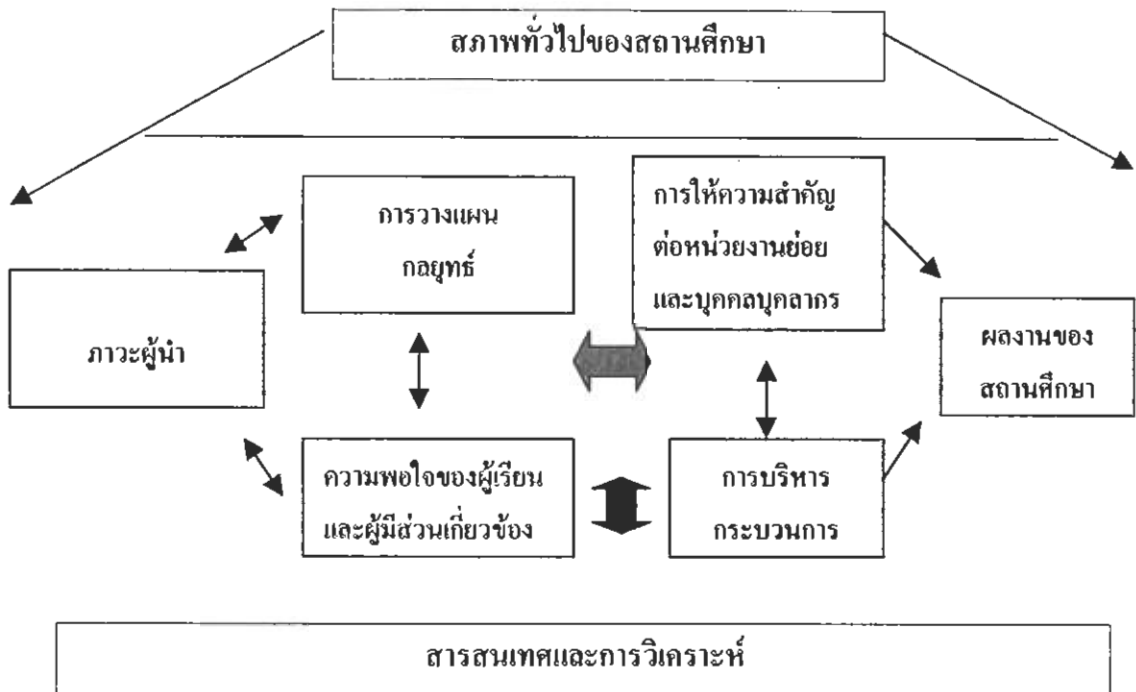 สภาพทั่วไปของสถานศึกษา
การวางแผน
กลยุทธ์
การให้ความสำคัญ
ต่อหน่วยงานย่อย
และบุคคลบุคลากร
ภาวะผู้นำ
ผลงานของ
สถานศึกษา
ความพอใจของผู้เรียน
และผู้มีส่วนเกี่ยวข้อง
การบริหาร
กระบวนการ
สารสนเทศและการวิเคราะห์